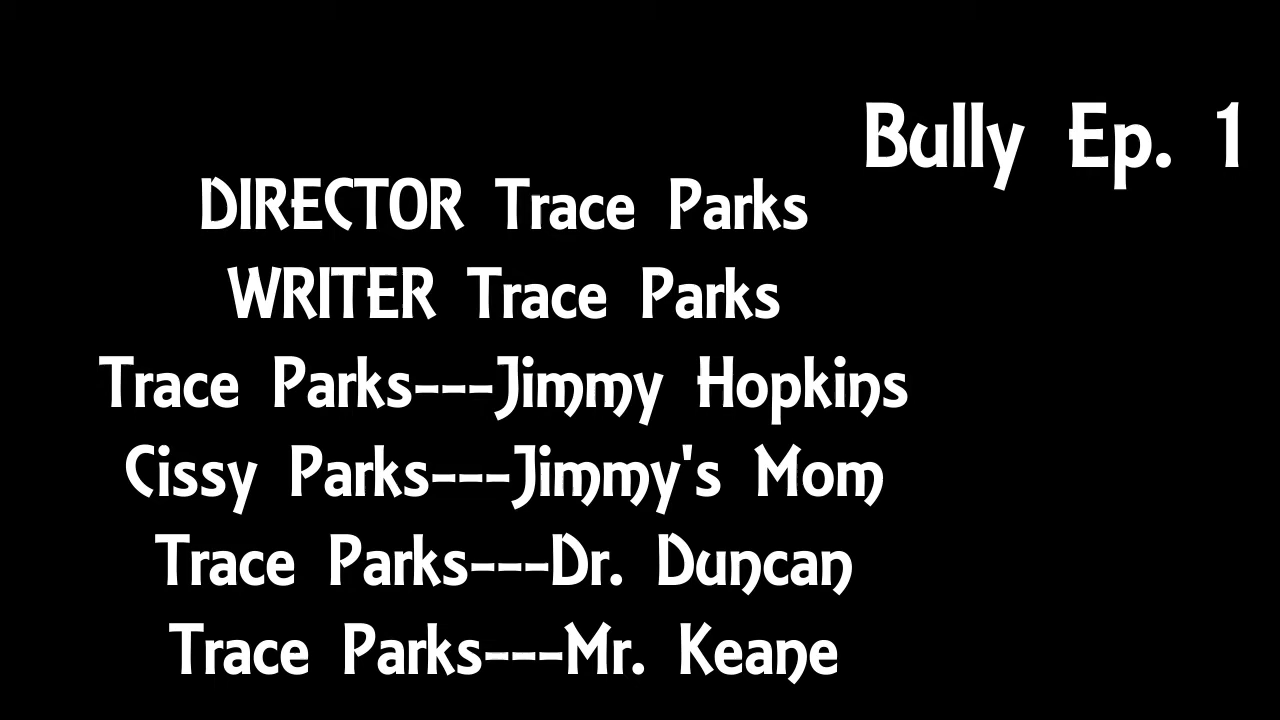 Bully Ep. 1
DIRECTOR Trace Parks
WRITER Trace Parks
Trace Parks---Jimmy Hopkins
Cissy Parks---Jimmy's Mom
Trace Parks---Dr. Duncan
Trace Parks---Mr. Keane